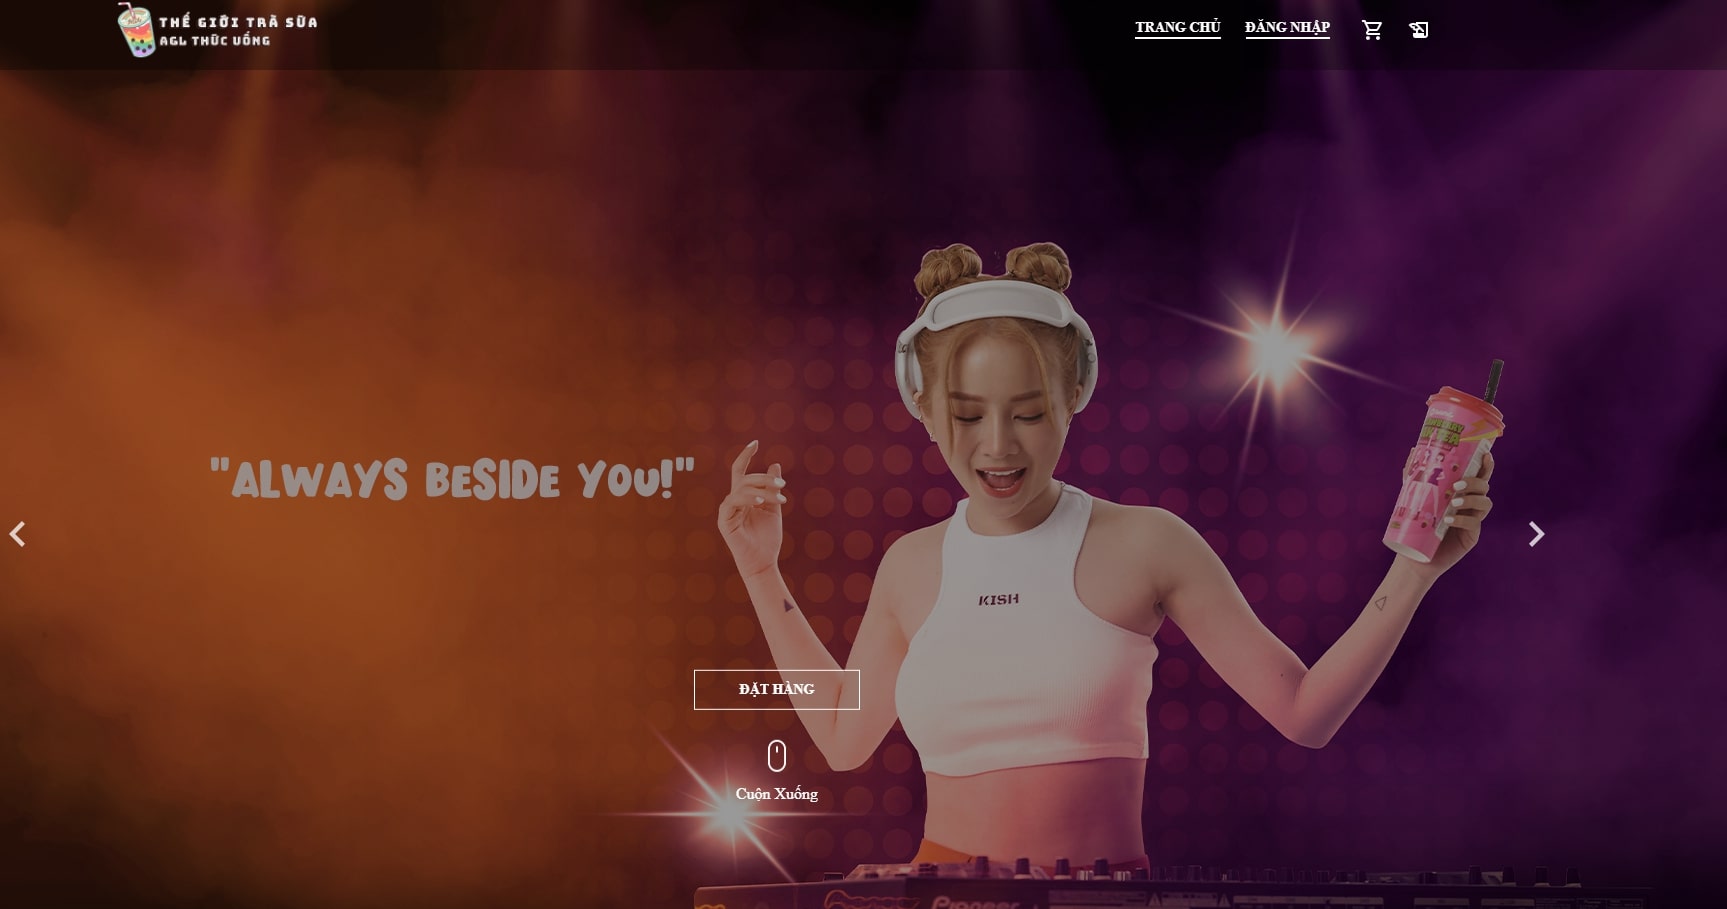 THẾ GIỚI TRÀ SỮA
AGL THỨC UỐNG
TRANG CHỦ
ĐĂNG NHẬP
"ALWAYS BESIDE YOU!"
KISH
ĐẶT HÀNG
Cuộn Xuống
Pioneer